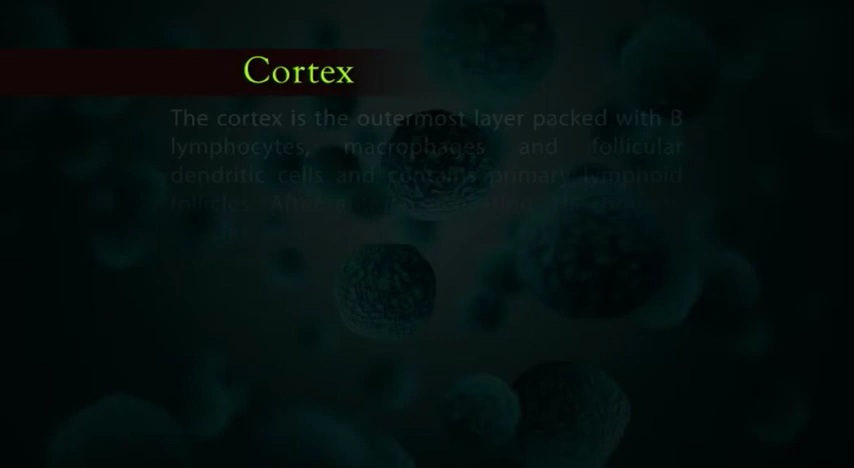 Cortex
The cortex is the outermost layer packed with B
lymphocytes, macrophages and follicular
dendritic cells and contains primary lymphoid
follicles. After